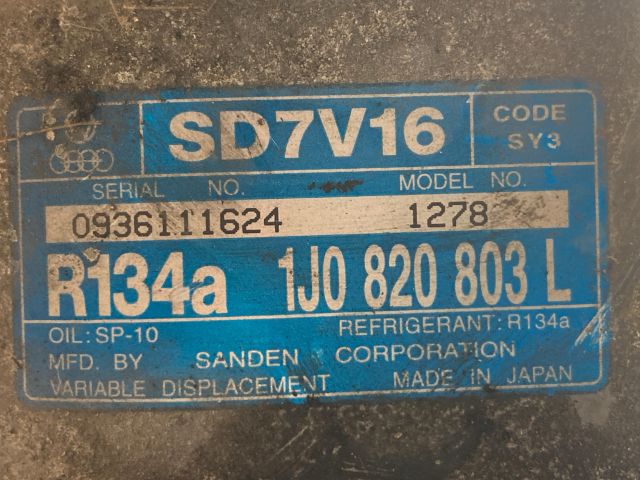 SD7V16
CODE
SY3
SERIAL NO. MODEL NO.
0936111624 1278
R134a 1J0 820 803 L
OIL: SP-10 REFRIGERANT: R134a
MFD. BY SANDEN CORPORATION
VARIABLE DISPLACEMENT MADE IN JAPAN